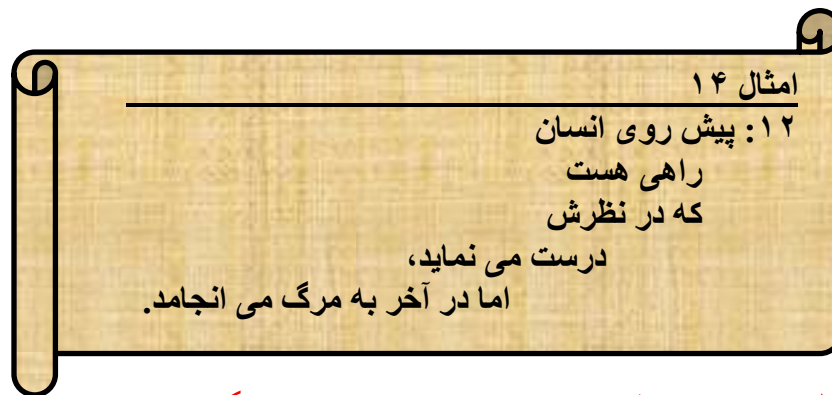 امثال ۱۴
۱۲: پیش روی انسان
راهی هست
که در نظرش
درست می نماید،
اما در آخر به مرگ می انجامد.